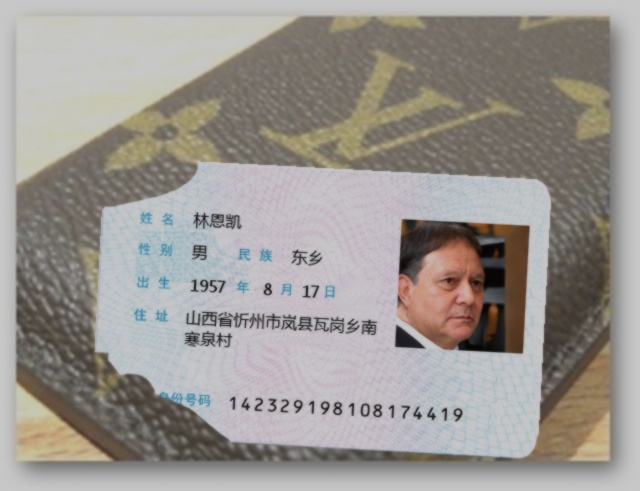 姓名 林恩凯
性别 男 民族 东乡
出生 1957 年 8 月 17 日
住址 山西省忻州市岚县瓦岗乡南
寒泉村
身份号码 142329198108174419